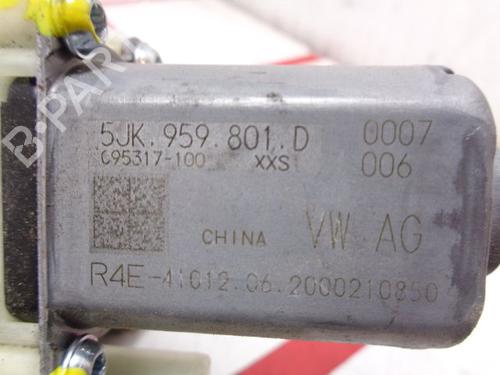 5JK.959.801.D 0007
C95317-100 XXS 006
CHINA VW AG
R4E-41012.06.2000210850
B-PARTS